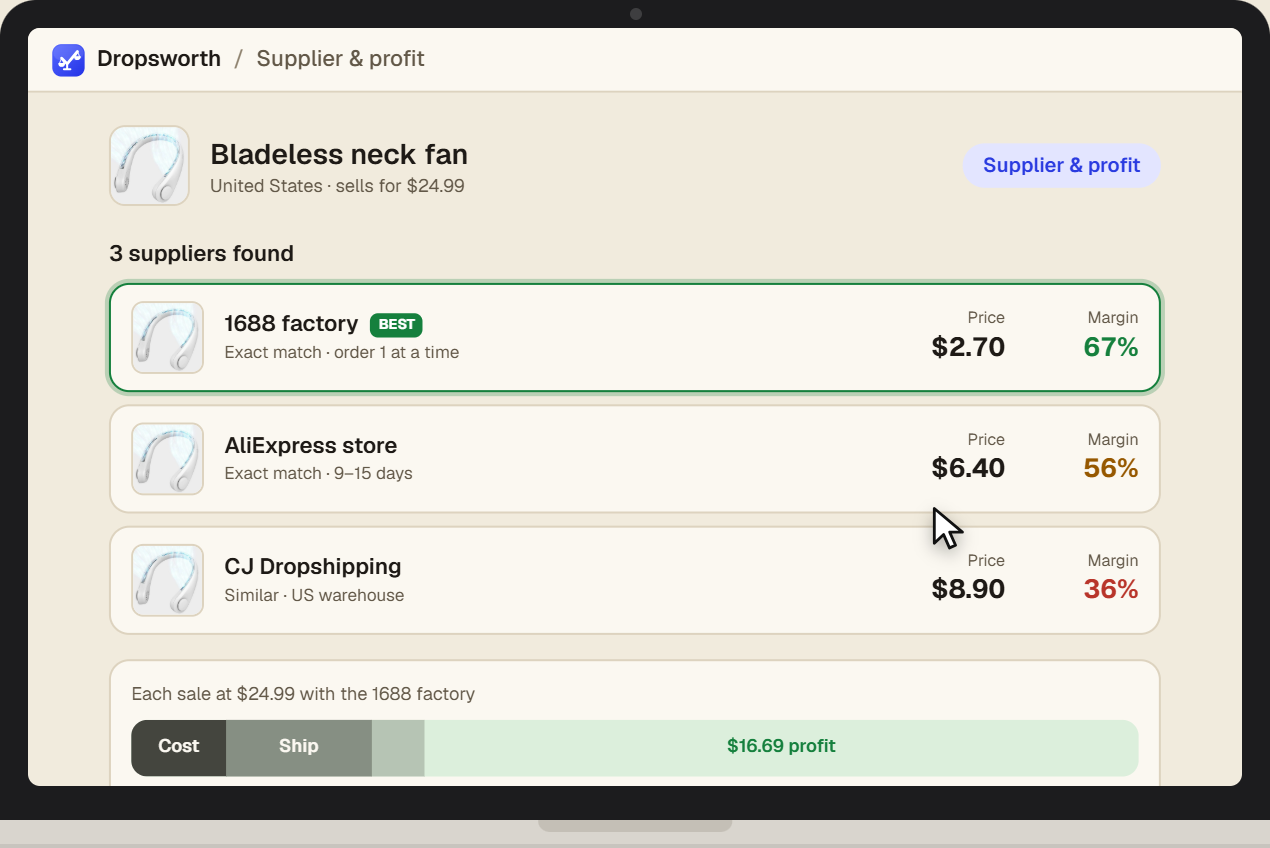 Dropsworth / Supplier & profit
Bladeless neck fan
United States · sells for $24.99
Supplier & profit
3 suppliers found
1688 factory BEST
Exact match · order 1 at a time
Price
$2.70
Margin
67%
AliExpress store
Exact match · 9–15 days
Price
$6.40
Margin
56%
CJ Dropshipping
Similar · US warehouse
Price
$8.90
Margin
36%
Each sale at $24.99 with the 1688 factory
Cost Ship $16.69 profit